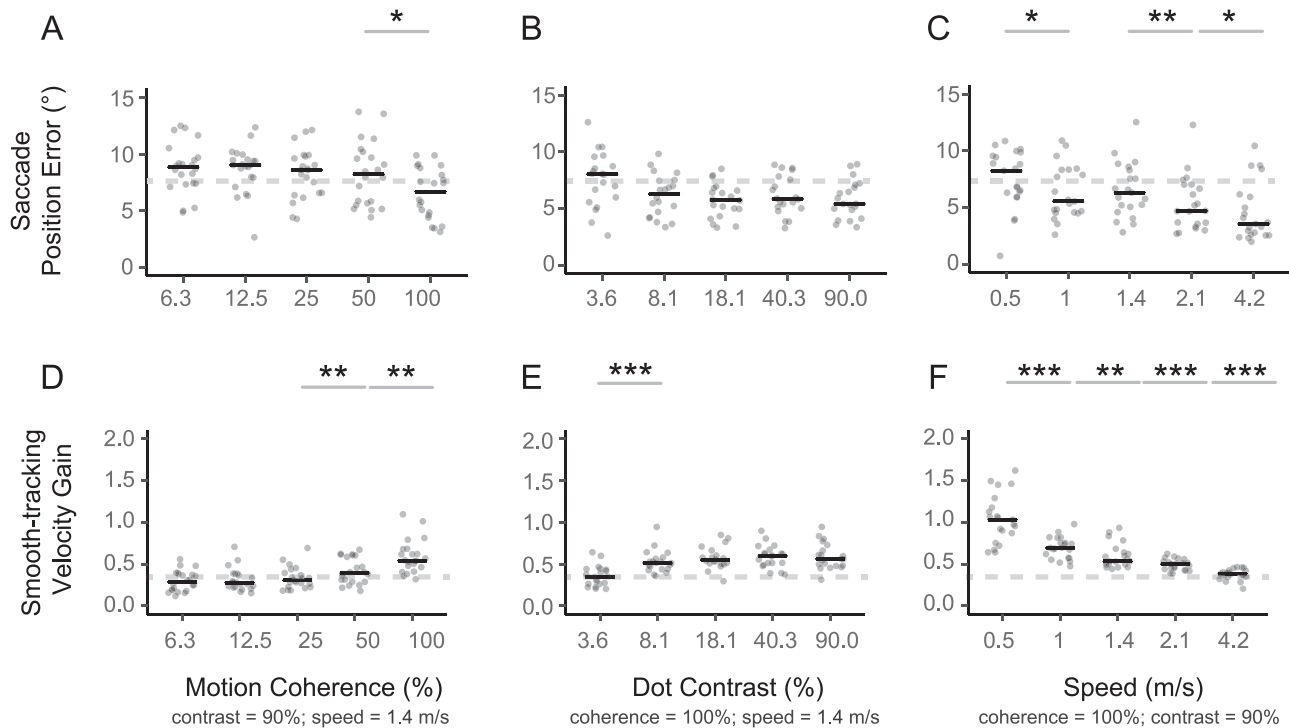 A
*
B
C
*
**
*
Saccade
Position Error (°)
15
10
5
0
6.3 12.5 25 50 100
15
10
5
0
3.6 8.1 18.1 40.3 90.0
15
10
5
0
0.5 1 1.4 2.1 4.2
D
**
**
E
***
F
***
**
***
***
Smooth-tracking
Velocity Gain
2.0
1.5
1.0
0.5
0.0
6.3 12.5 25 50 100
2.0
1.5
1.0
0.5
0.0
3.6 8.1 18.1 40.3 90.0
2.0
1.5
1.0
0.5
0.0
0.5 1 1.4 2.1 4.2
Motion Coherence (%)
contrast = 90%; speed = 1.4 m/s
Dot Contrast (%)
coherence = 100%; speed = 1.4 m/s
Speed (m/s)
coherence = 100%; contrast = 90%